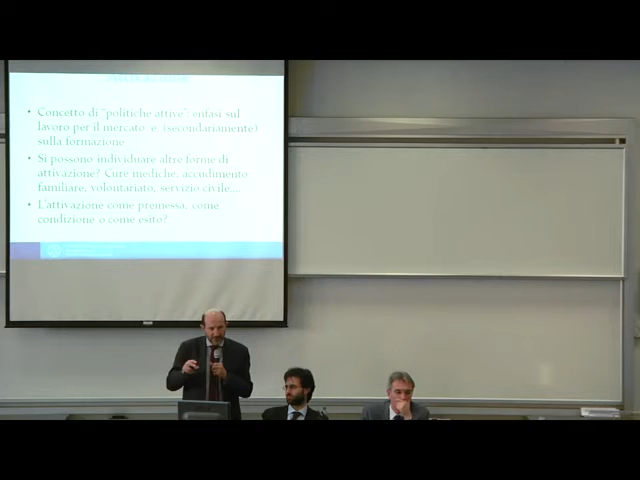 Attivazione
• Concetto di "politiche attive": enfasi sul
lavoro per il mercato e (secondariamente)
sulla formazione
• Si possono individuare altre forme di
attivazione? Cure mediche, accudimento
familiare, volontariato, servizio civile...
• L'attivazione come premessa, come
condizione o come esito?